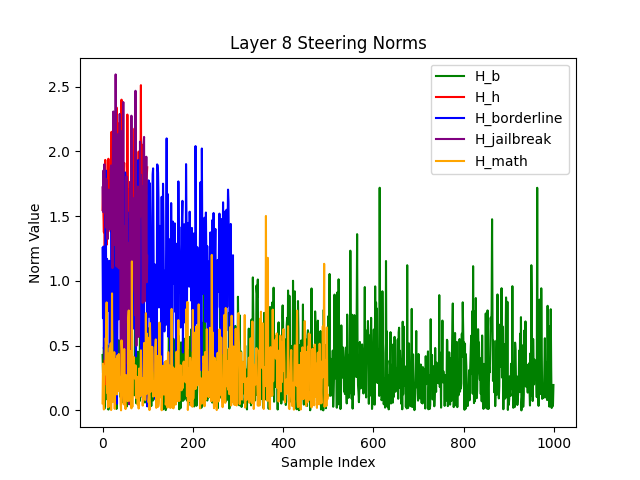 Layer 8 Steering Norms
H_b
H_h
H_borderline
H_jailbreak
H_math
Norm Value
2.5
2.0
1.5
1.0
0.5
0.0
0
200
400
600
800
1000
Sample Index